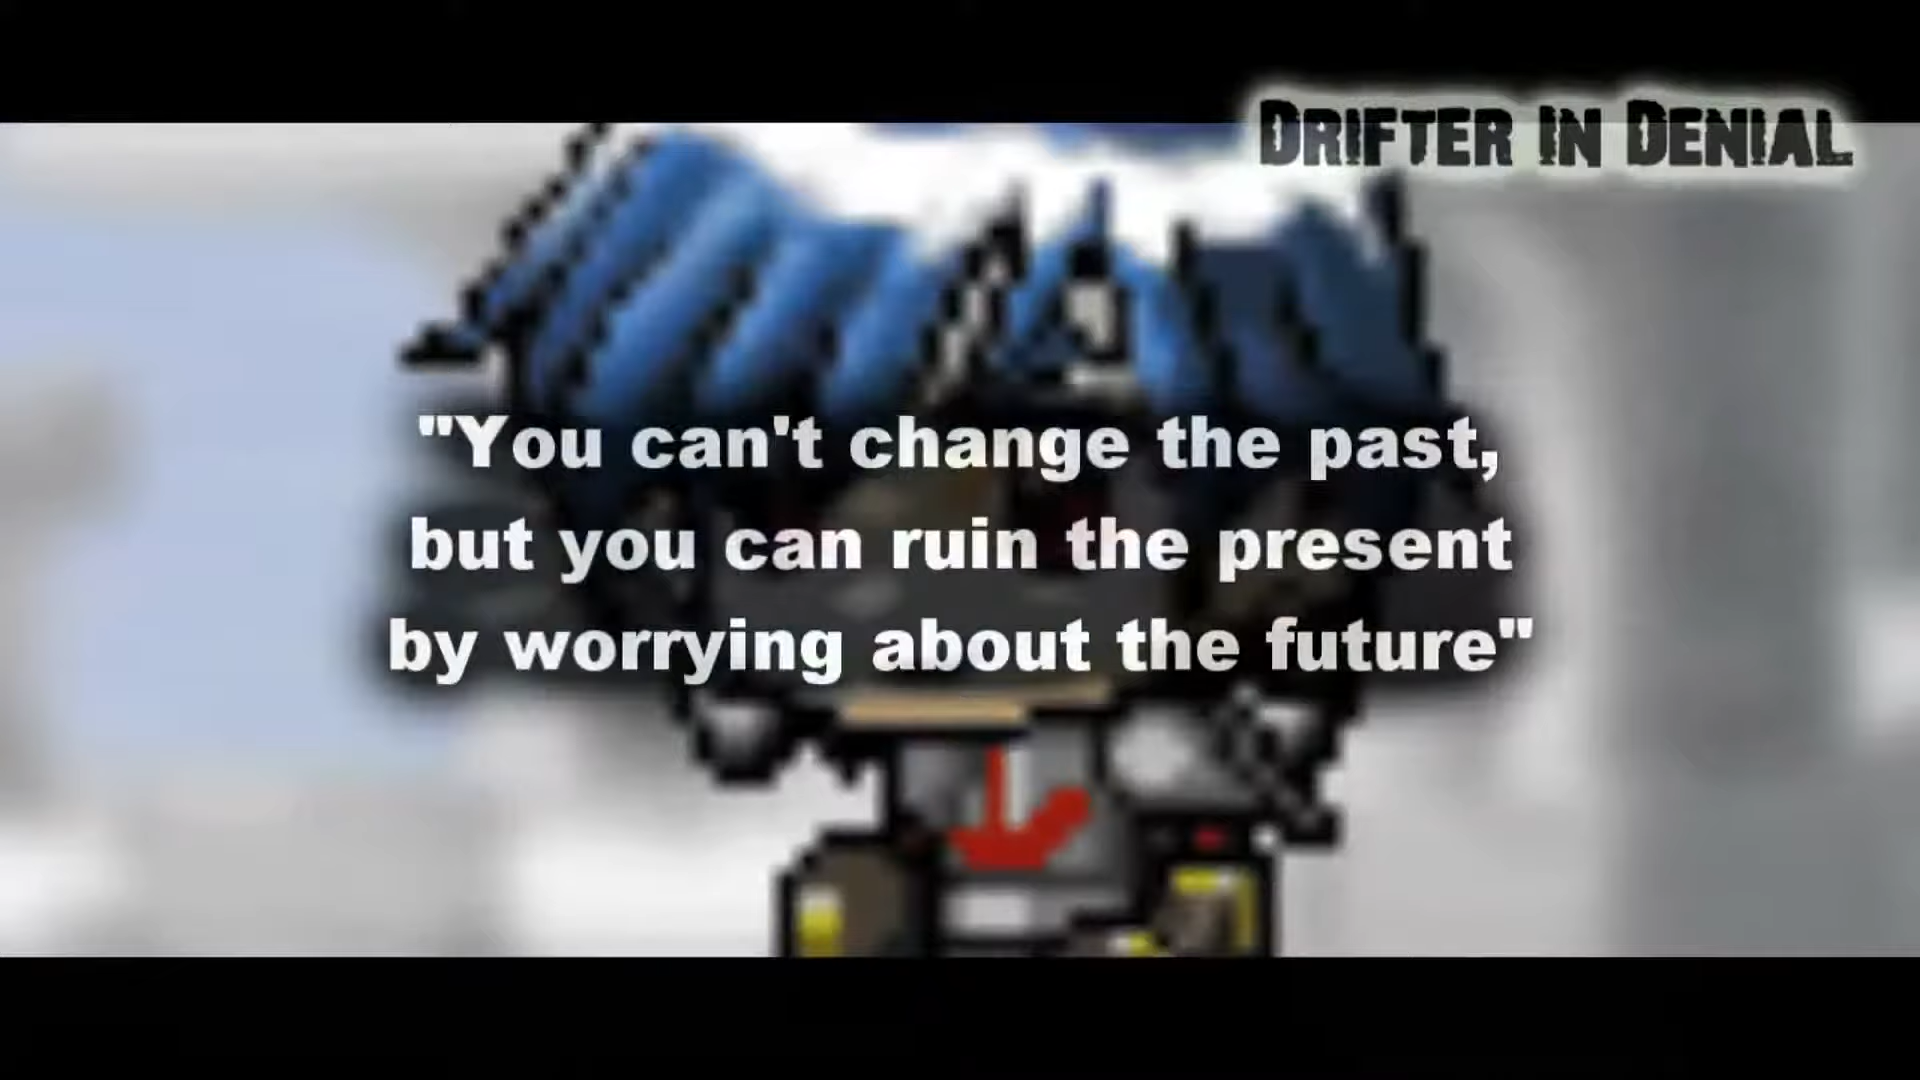 DRIFTER IN DENIAL
"You can't change the past,
but you can ruin the present
by worrying about the future"